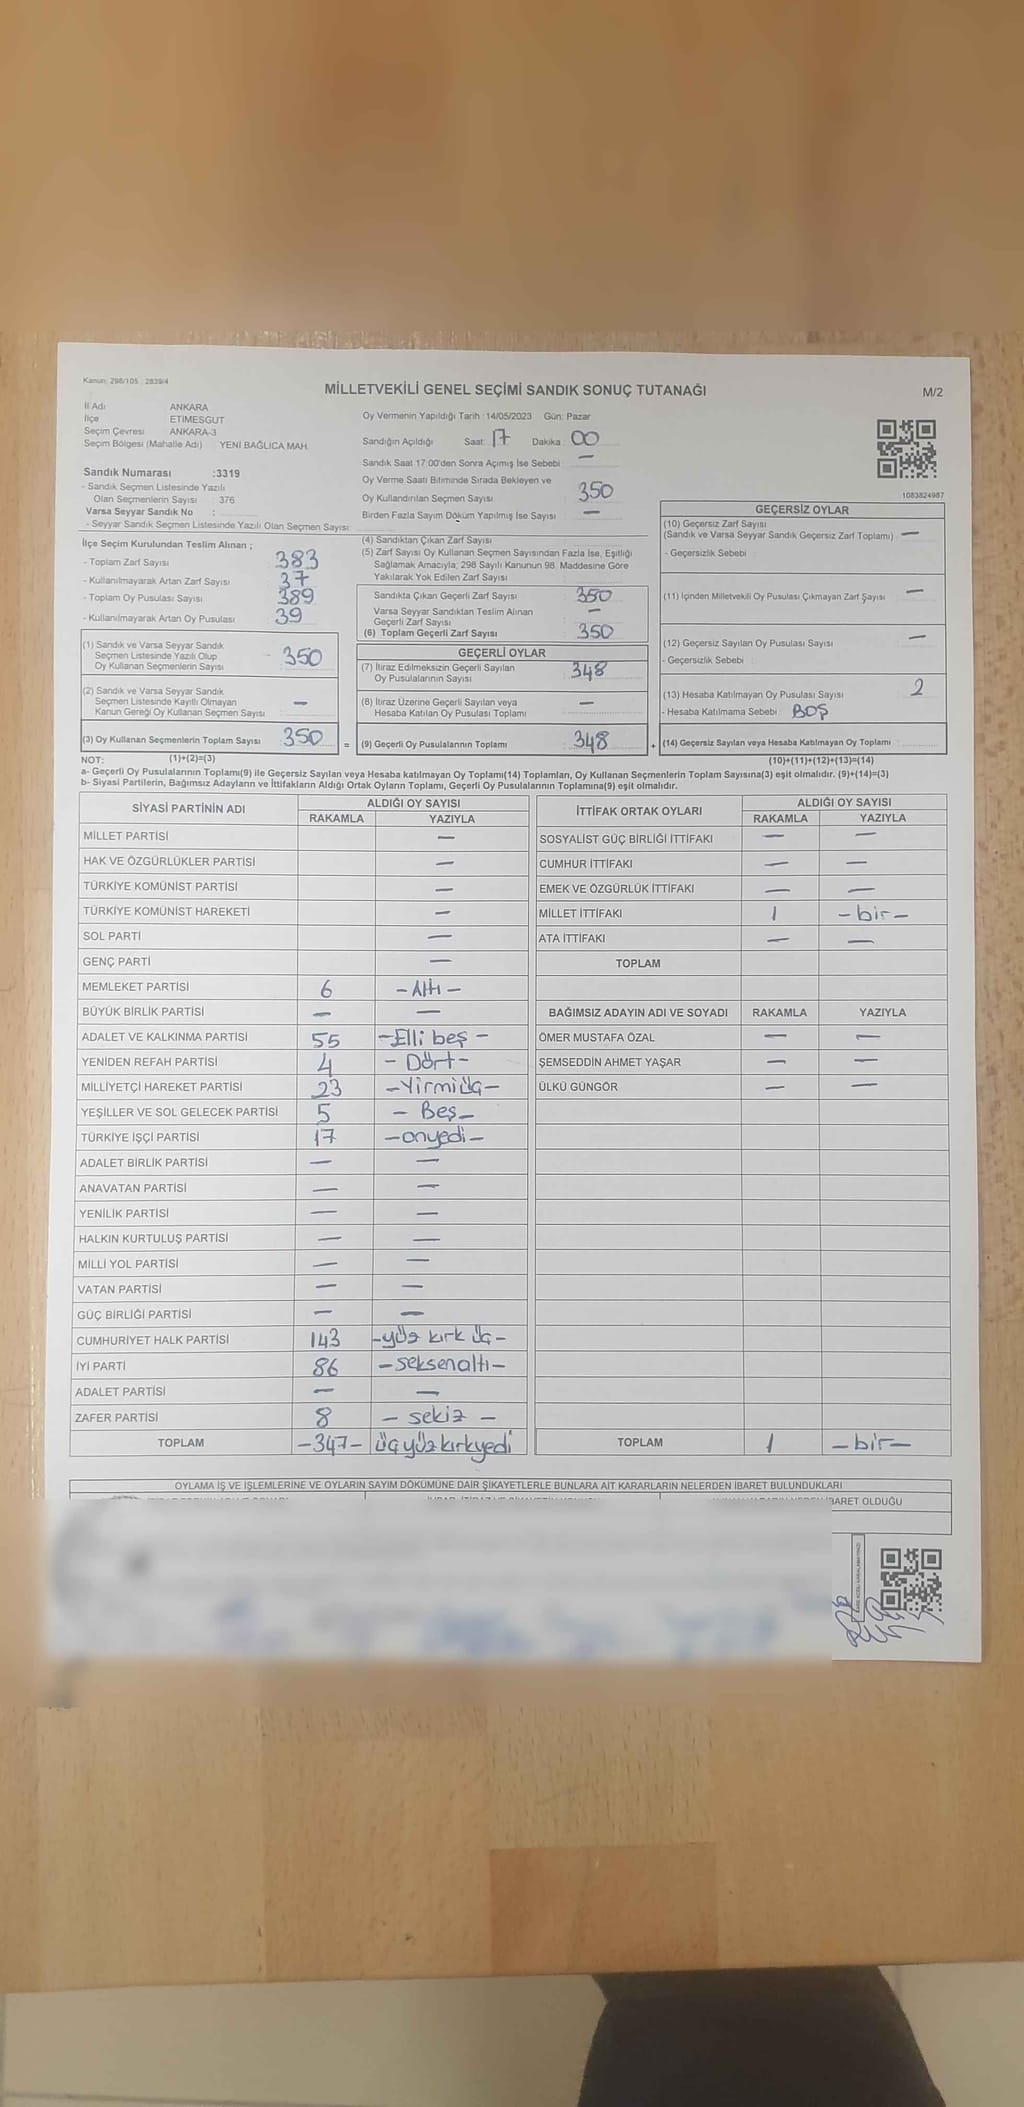 Kanun: 298/105 , 2839/4
MİLLETVEKİLİ GENEL SEÇİMİ SANDIK SONUÇ TUTANAĞI
M/2
İl Adı ANKARA
İlçe ETİMESGUT
Seçim Çevresi ANKARA-3
Seçim Bölgesi (Mahalle Adı) YENİ BAĞLICA MAH.
Sandık Numarası :3319
- Sandık Seçmen Listesinde Yazılı
Olan Seçmenlerin Sayısı : 376
Varsa Seyyar Sandık No :
- Seyyar Sandık Seçmen Listesinde Yazılı Olan Seçmen Sayısı:
Oy Vermenin Yapıldığı Tarih :14/05/2023 Gün: Pazar
Sandığın Açıldığı Saat: 17 Dakika : 00
Sandık Saat 17:00'den Sonra Açımış İse Sebebi : —
Oy Verme Saati Bitiminde Sırada Bekleyen ve
Oy Kullandırılan Seçmen Sayısı : 350
Birden Fazla Sayım Döküm Yapılmış İse Sayısı : —
1083824987
İlçe Seçim Kurulundan Teslim Alınan ;
- Toplam Zarf Sayısı : 383
- Kullanılmayarak Artan Zarf Sayısı : 37
- Toplam Oy Pusulası Sayısı : 389
- Kullanılmayarak Artan Oy Pusulası : 39
(1) Sandık ve Varsa Seyyar Sandık
Seçmen Listesinde Yazılı Olup
Oy Kullanan Seçmenlerin Sayısı : 350
(2) Sandık ve Varsa Seyyar Sandık
Seçmen Listesinde Kayıtlı Olmayan
Kanun Gereği Oy Kullanan Seçmen Sayısı : —
(3) Oy Kullanan Seçmenlerin Toplam Sayısı : 350
(1)+(2)=(3)
(4) Sandıktan Çıkan Zarf Sayısı :
(5) Zarf Sayısı Oy Kullanan Seçmen Sayısından Fazla İse, Eşitliği
Sağlamak Amacıyla, 298 Sayılı Kanunun 98. Maddesine Göre
Yakılarak Yok Edilen Zarf Sayısı :
Sandıkta Çıkan Geçerli Zarf Sayısı : 350
Varsa Seyyar Sandıktan Teslim Alınan
Geçerli Zarf Sayısı : —
(6) Toplam Geçerli Zarf Sayısı : 350
GEÇERLİ OYLAR
(7) İtiraz Edilmeksizin Geçerli Sayılan
Oy Pusulalarının Sayısı : 348
(8) İtiraz Üzerine Geçerli Sayılan veya
Hesaba Katılan Oy Pusulası Toplamı : —
= (9) Geçerli Oy Pusulalarının Toplamı : 348
GEÇERSİZ OYLAR
(10) Geçersiz Zarf Sayısı
(Sandık ve Varsa Seyyar Sandık Geçersiz Zarf Toplamı) : —
- Geçersizlik Sebebi :
(11) İçinden Milletvekili Oy Pusulası Çıkmayan Zarf Sayısı : —
(12) Geçersiz Sayılan Oy Pusulası Sayısı : —
- Geçersizlik Sebebi :
(13) Hesaba Katılmayan Oy Pusulası Sayısı : 2
- Hesaba Katılmama Sebebi : BOŞ
+ (14) Geçersiz Sayılan veya Hesaba Katılmayan Oy Toplamı :
(10)+(11)+(12)+(13)=(14)
NOT:
a- Geçerli Oy Pusulalarının Toplamı(9) ile Geçersiz Sayılan veya Hesaba katılmayan Oy Toplamı(14) Toplamları, Oy Kullanan Seçmenlerin Toplam Sayısına(3) eşit olmalıdır. (9)+(14)=(3)
b- Siyasi Partilerin, Bağımsız Adayların ve İttifakların Aldığı Ortak Oyların Toplamı, Geçerli Oy Pusulalarının Toplamına(9) eşit olmalıdır.
SİYASİ PARTİNİN ADI ALDIĞI OY SAYISI
RAKAMLA YAZIYLA
MİLLET PARTİSİ —
HAK VE ÖZGÜRLÜKLER PARTİSİ —
TÜRKİYE KOMÜNİST PARTİSİ —
TÜRKİYE KOMÜNİST HAREKETİ —
SOL PARTİ —
GENÇ PARTİ —
MEMLEKET PARTİSİ 6 - Altı -
BÜYÜK BİRLİK PARTİSİ — —
ADALET VE KALKINMA PARTİSİ 55 -Elli beş -
YENİDEN REFAH PARTİSİ 4 - Dört -
MİLLİYETÇİ HAREKET PARTİSİ 23 -Yirmiüç-
YEŞİLLER VE SOL GELECEK PARTİSİ 5 - Beş -
TÜRKİYE İŞÇİ PARTİSİ 17 -onyedi-
ADALET BİRLİK PARTİSİ — —
ANAVATAN PARTİSİ — —
YENİLİK PARTİSİ — —
HALKIN KURTULUŞ PARTİSİ — —
MİLLİ YOL PARTİSİ — —
VATAN PARTİSİ — —
GÜÇ BİRLİĞİ PARTİSİ — —
CUMHURİYET HALK PARTİSİ 143 -yüz kırk üç-
İYİ PARTİ 86 -seksenaltı-
ADALET PARTİSİ — —
ZAFER PARTİSİ 8 - sekiz -
TOPLAM -347- üçyüzkırkyedi
İTTİFAK ORTAK OYLARI ALDIĞI OY SAYISI
RAKAMLA YAZIYLA
SOSYALİST GÜÇ BİRLİĞİ İTTİFAKI — —
CUMHUR İTTİFAKI — —
EMEK VE ÖZGÜRLÜK İTTİFAKI — —
MİLLET İTTİFAKI 1 -bir-
ATA İTTİFAKI — —
TOPLAM
BAĞIMSIZ ADAYIN ADI VE SOYADI RAKAMLA YAZIYLA
ÖMER MUSTAFA ÖZAL — —
ŞEMSEDDİN AHMET YAŞAR — —
ÜLKÜ GÜNGÖR — —
TOPLAM 1 -bir-
OYLAMA İŞ VE İŞLEMLERİNE VE OYLARIN SAYIM DÖKÜMÜNE DAİR ŞİKAYETLERLE BUNLARA AİT KARARLARIN NELERDEN İBARET BULUNDUKLARI
OLDUĞU